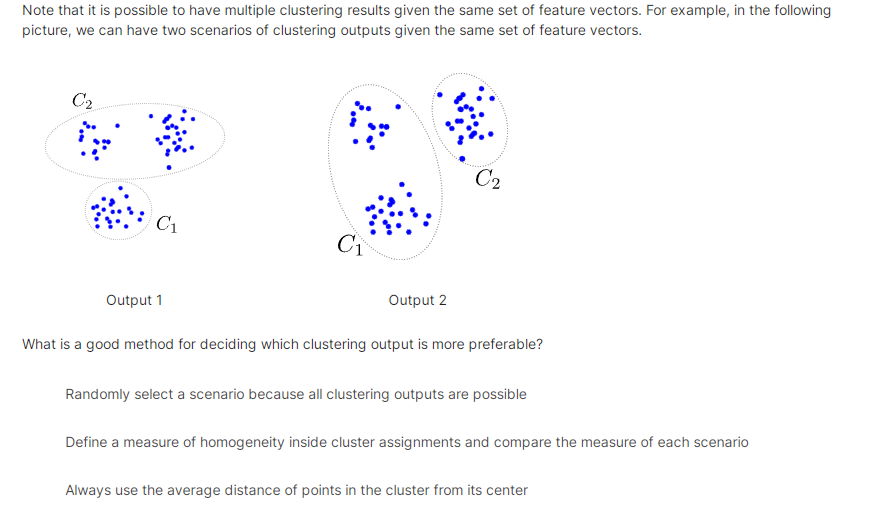 Note that it is possible to have multiple clustering results given the same set of feature vectors. For example, in the following
picture, we can have two scenarios of clustering outputs given the same set of feature vectors.
C2
C2
C1
C1
Output 1
Output 2
What is a good method for deciding which clustering output is more preferable?
Randomly select a scenario because all clustering outputs are possible
Define a measure of homogeneity inside cluster assignments and compare the measure of each scenario
Always use the average distance of points in the cluster from its center